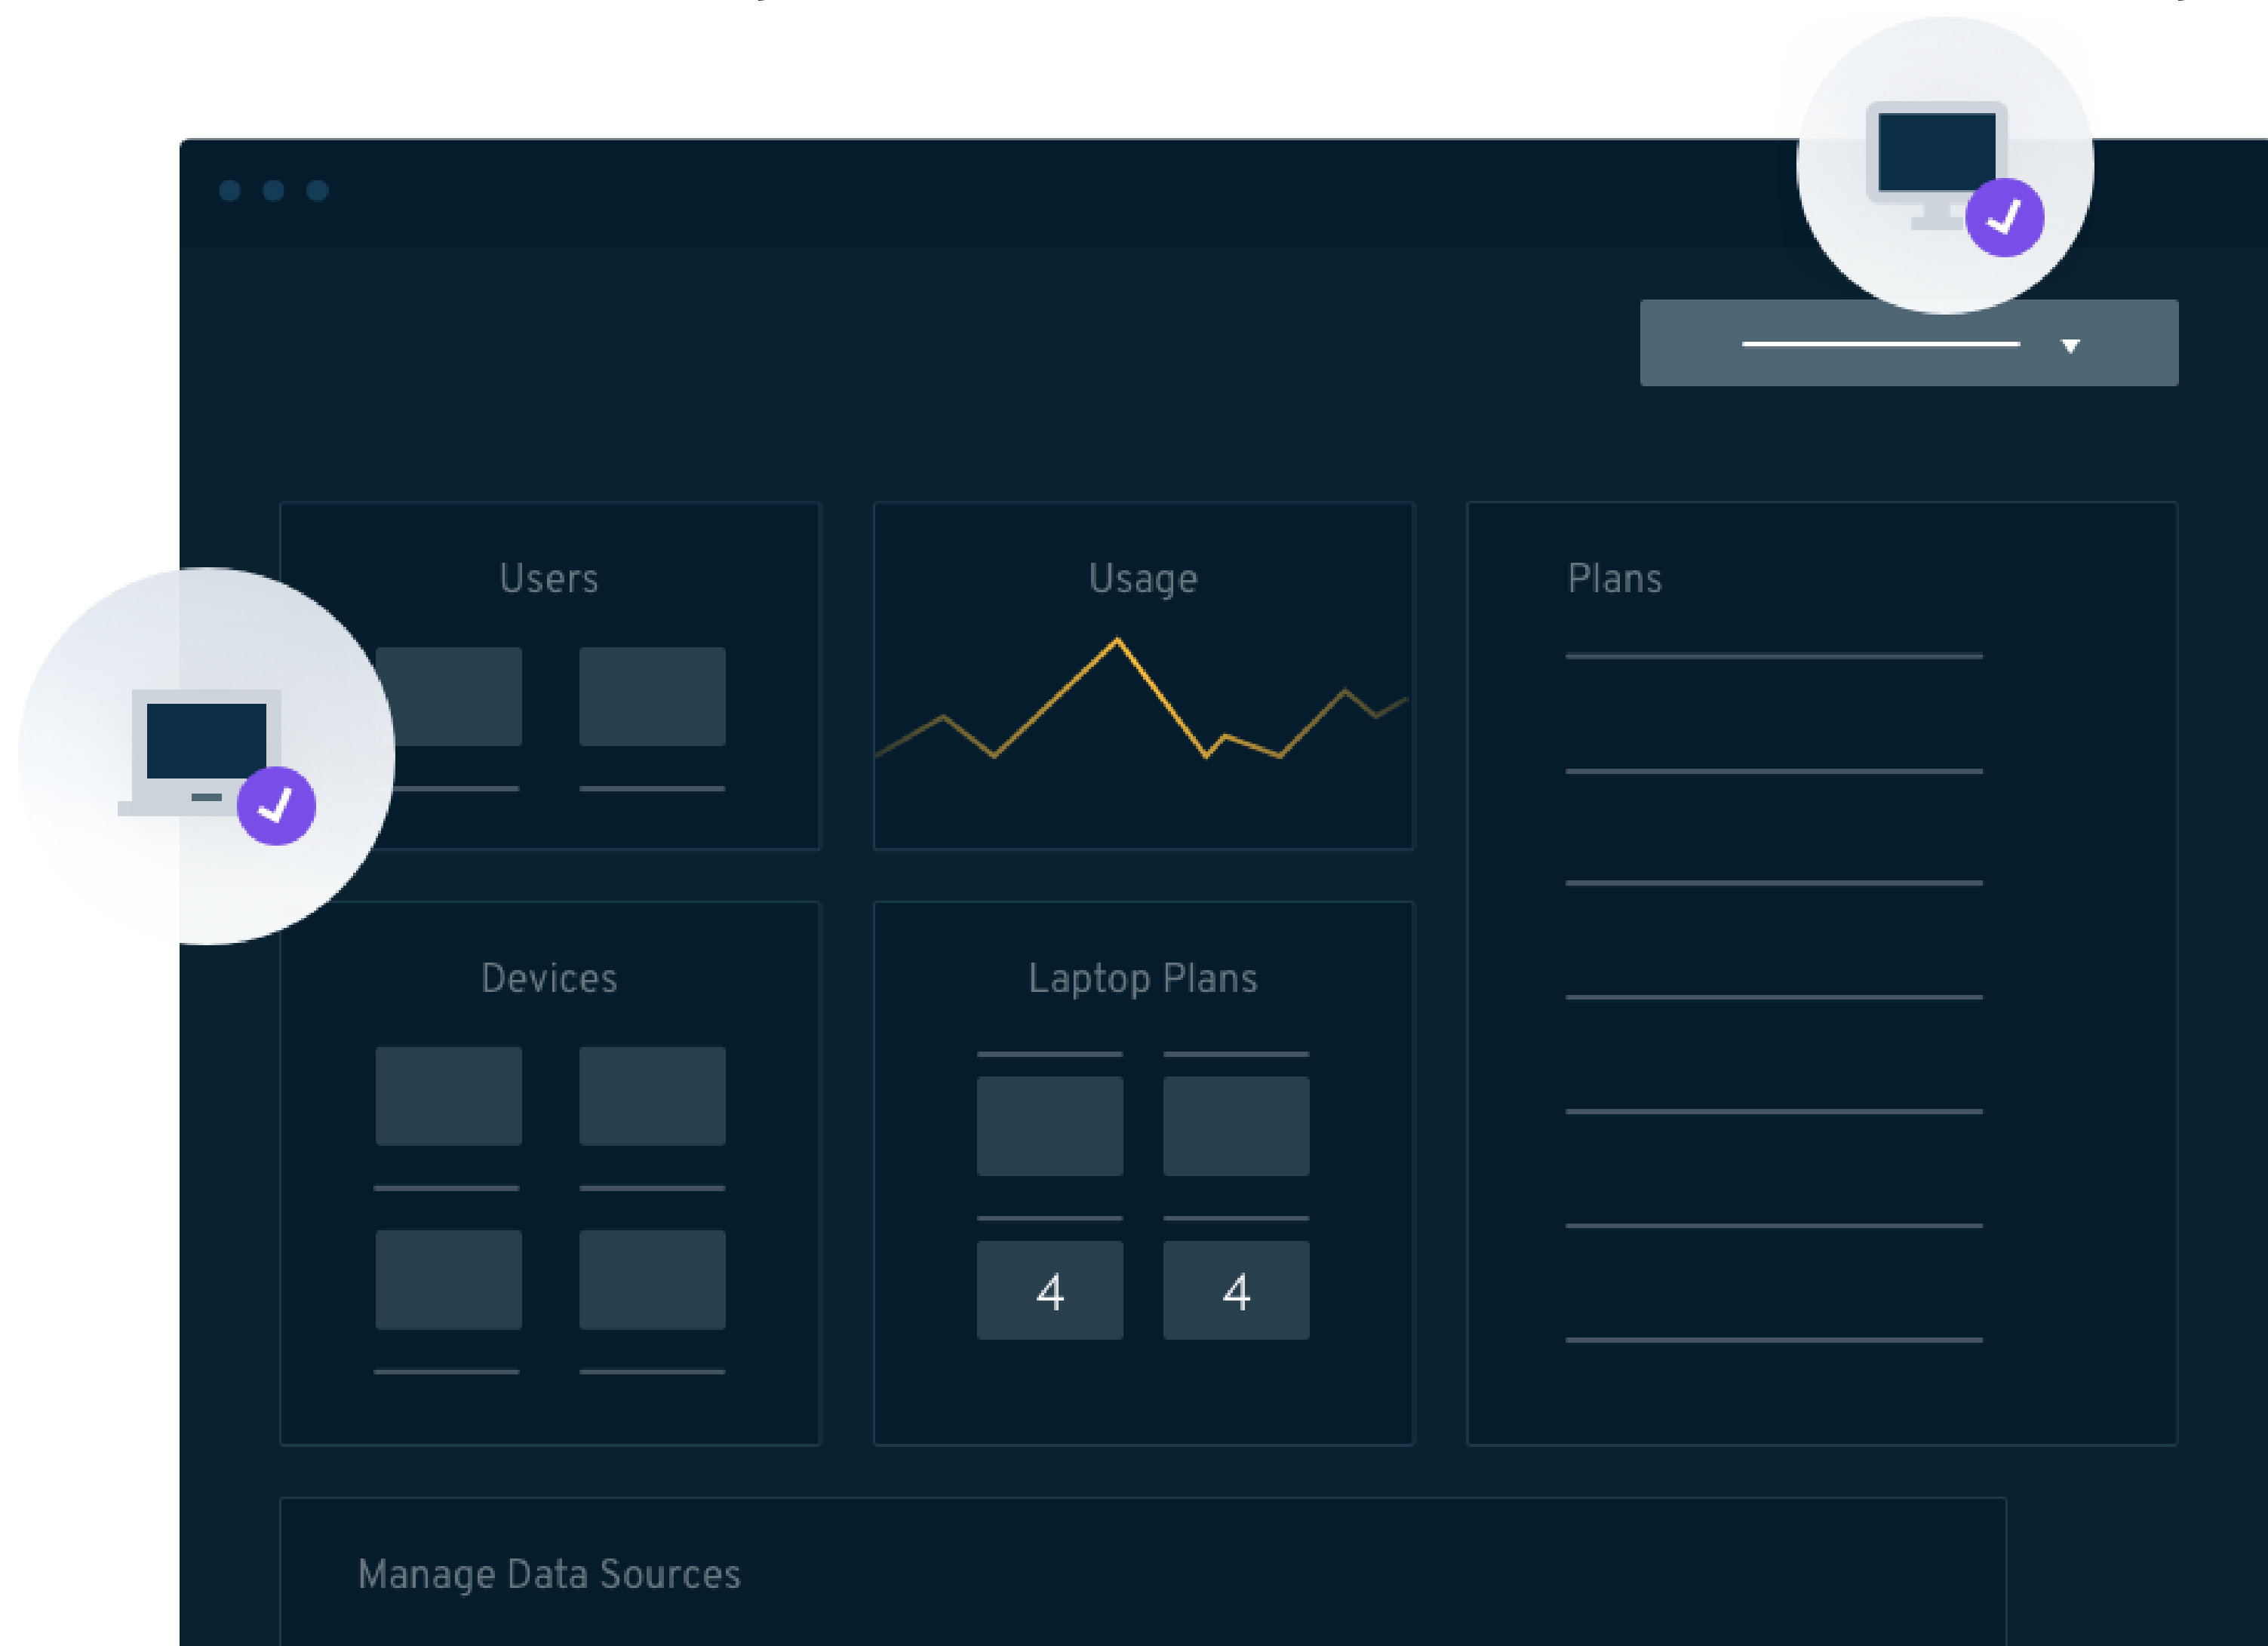 Users
Usage
Plans
Devices
Laptop Plans
4
4
Manage Data Sources